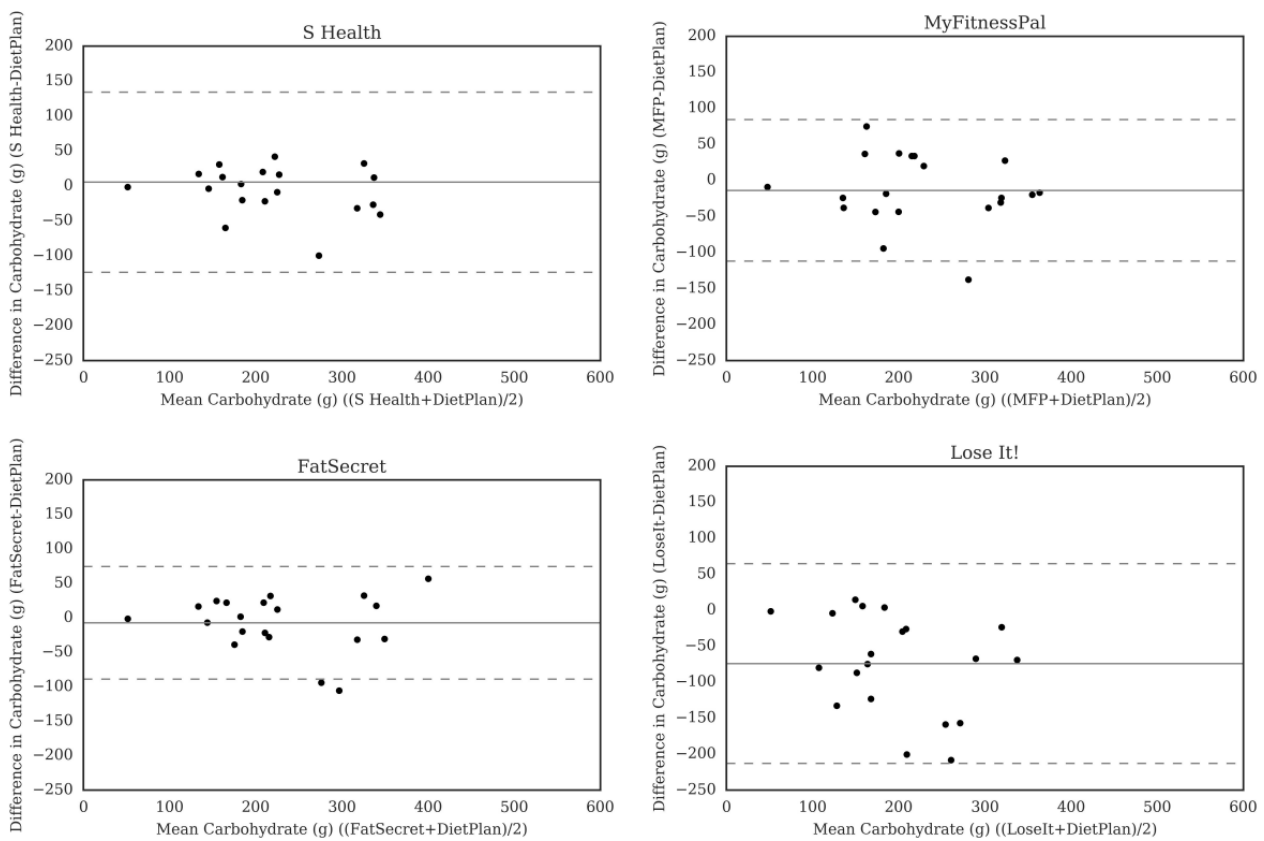 S Health
Difference in Carbohydrate (g) (S Health-DietPlan)
200
150
100
50
0
−50
−100
−150
−200
−250
0 100 200 300 400 500 600
Mean Carbohydrate (g) ((S Health+DietPlan)/2)
MyFitnessPal
Difference in Carbohydrate (g) (MFP-DietPlan)
200
150
100
50
0
−50
−100
−150
−200
−250
0 100 200 300 400 500 600
Mean Carbohydrate (g) ((MFP+DietPlan)/2)
FatSecret
Difference in Carbohydrate (g) (FatSecret-DietPlan)
200
150
100
50
0
−50
−100
−150
−200
−250
0 100 200 300 400 500 600
Mean Carbohydrate (g) ((FatSecret+DietPlan)/2)
Lose It!
Difference in Carbohydrate (g) (LoseIt-DietPlan)
200
150
100
50
0
−50
−100
−150
−200
−250
0 100 200 300 400 500 600
Mean Carbohydrate (g) ((LoseIt+DietPlan)/2)